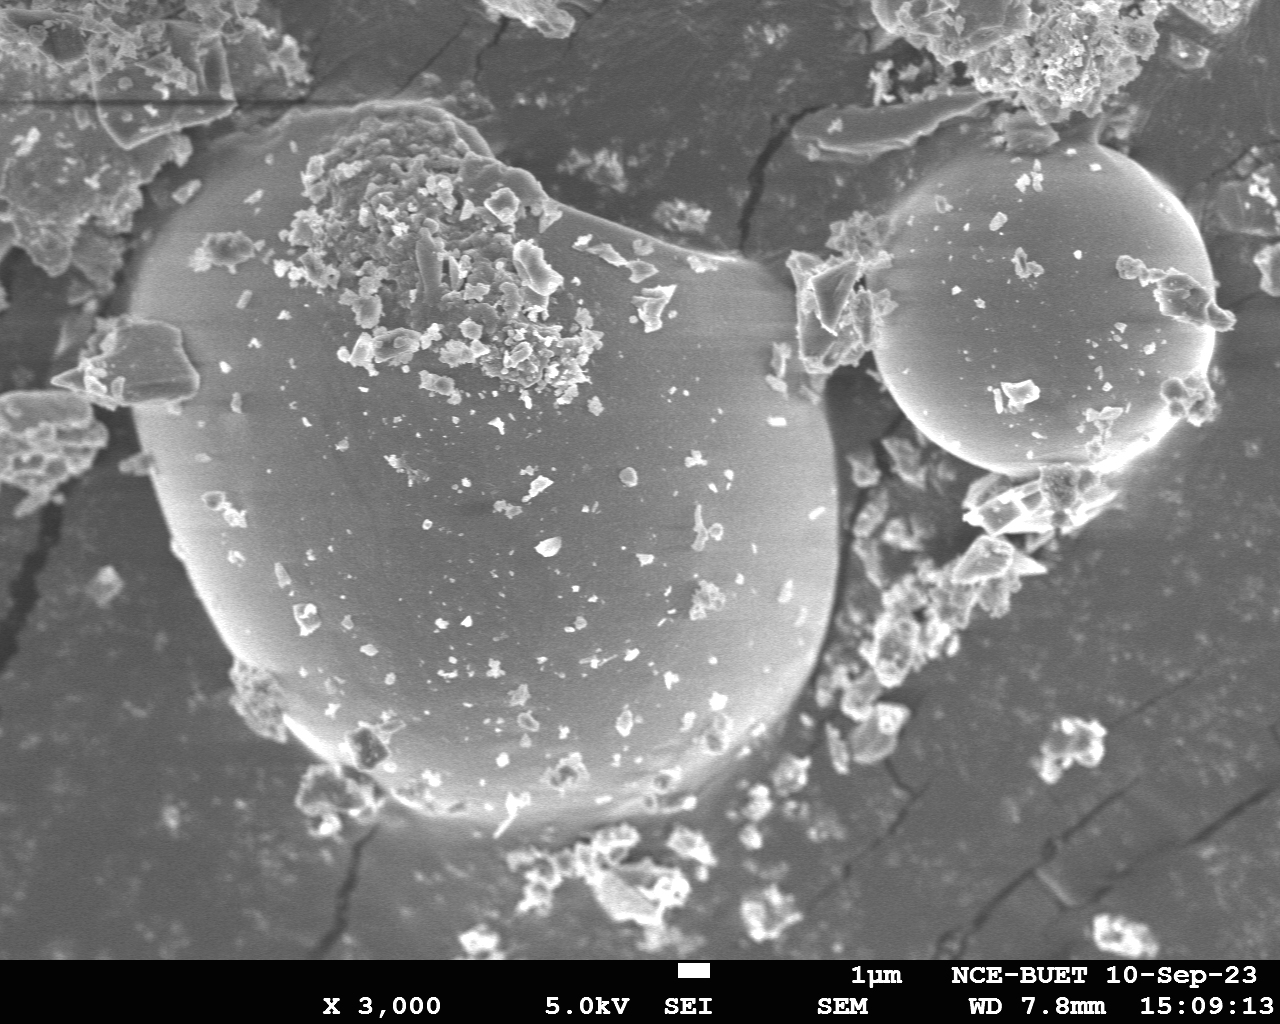 1μm NCE-BUET 10-Sep-23
X 3,000 5.0kV SEI SEM WD 7.8mm 15:09:13